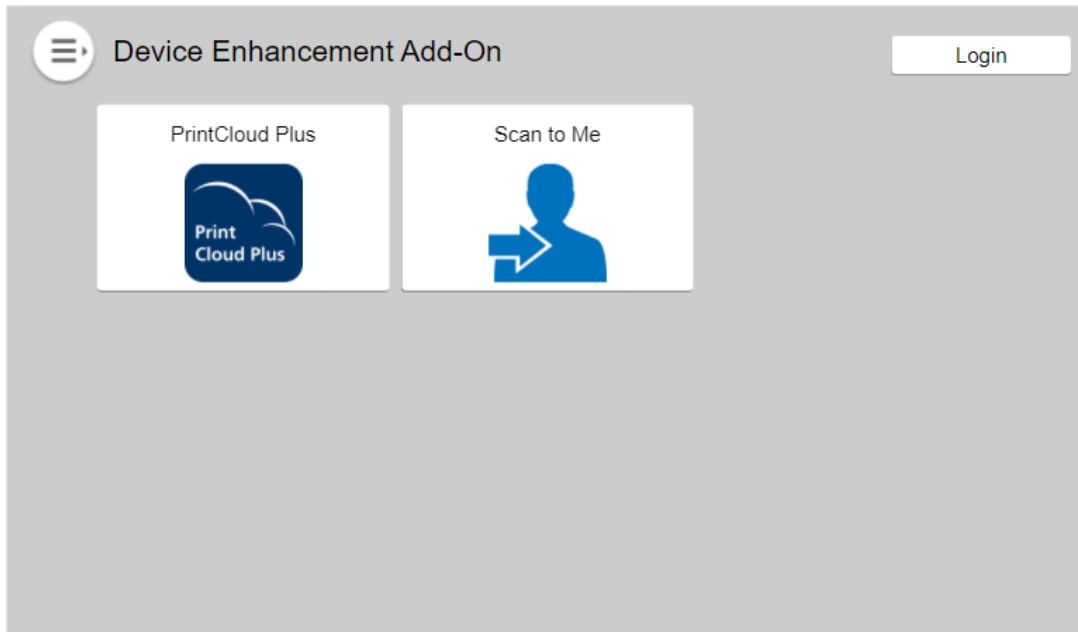 Device Enhancement Add-On
Login
PrintCloud Plus
Scan to Me
Print
Cloud Plus